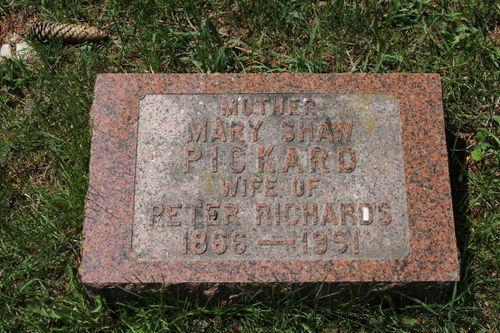 MOTHER
MARY SHAW
PICKARD
WIFE OF
PETER RICHARDS
1866 — 1951